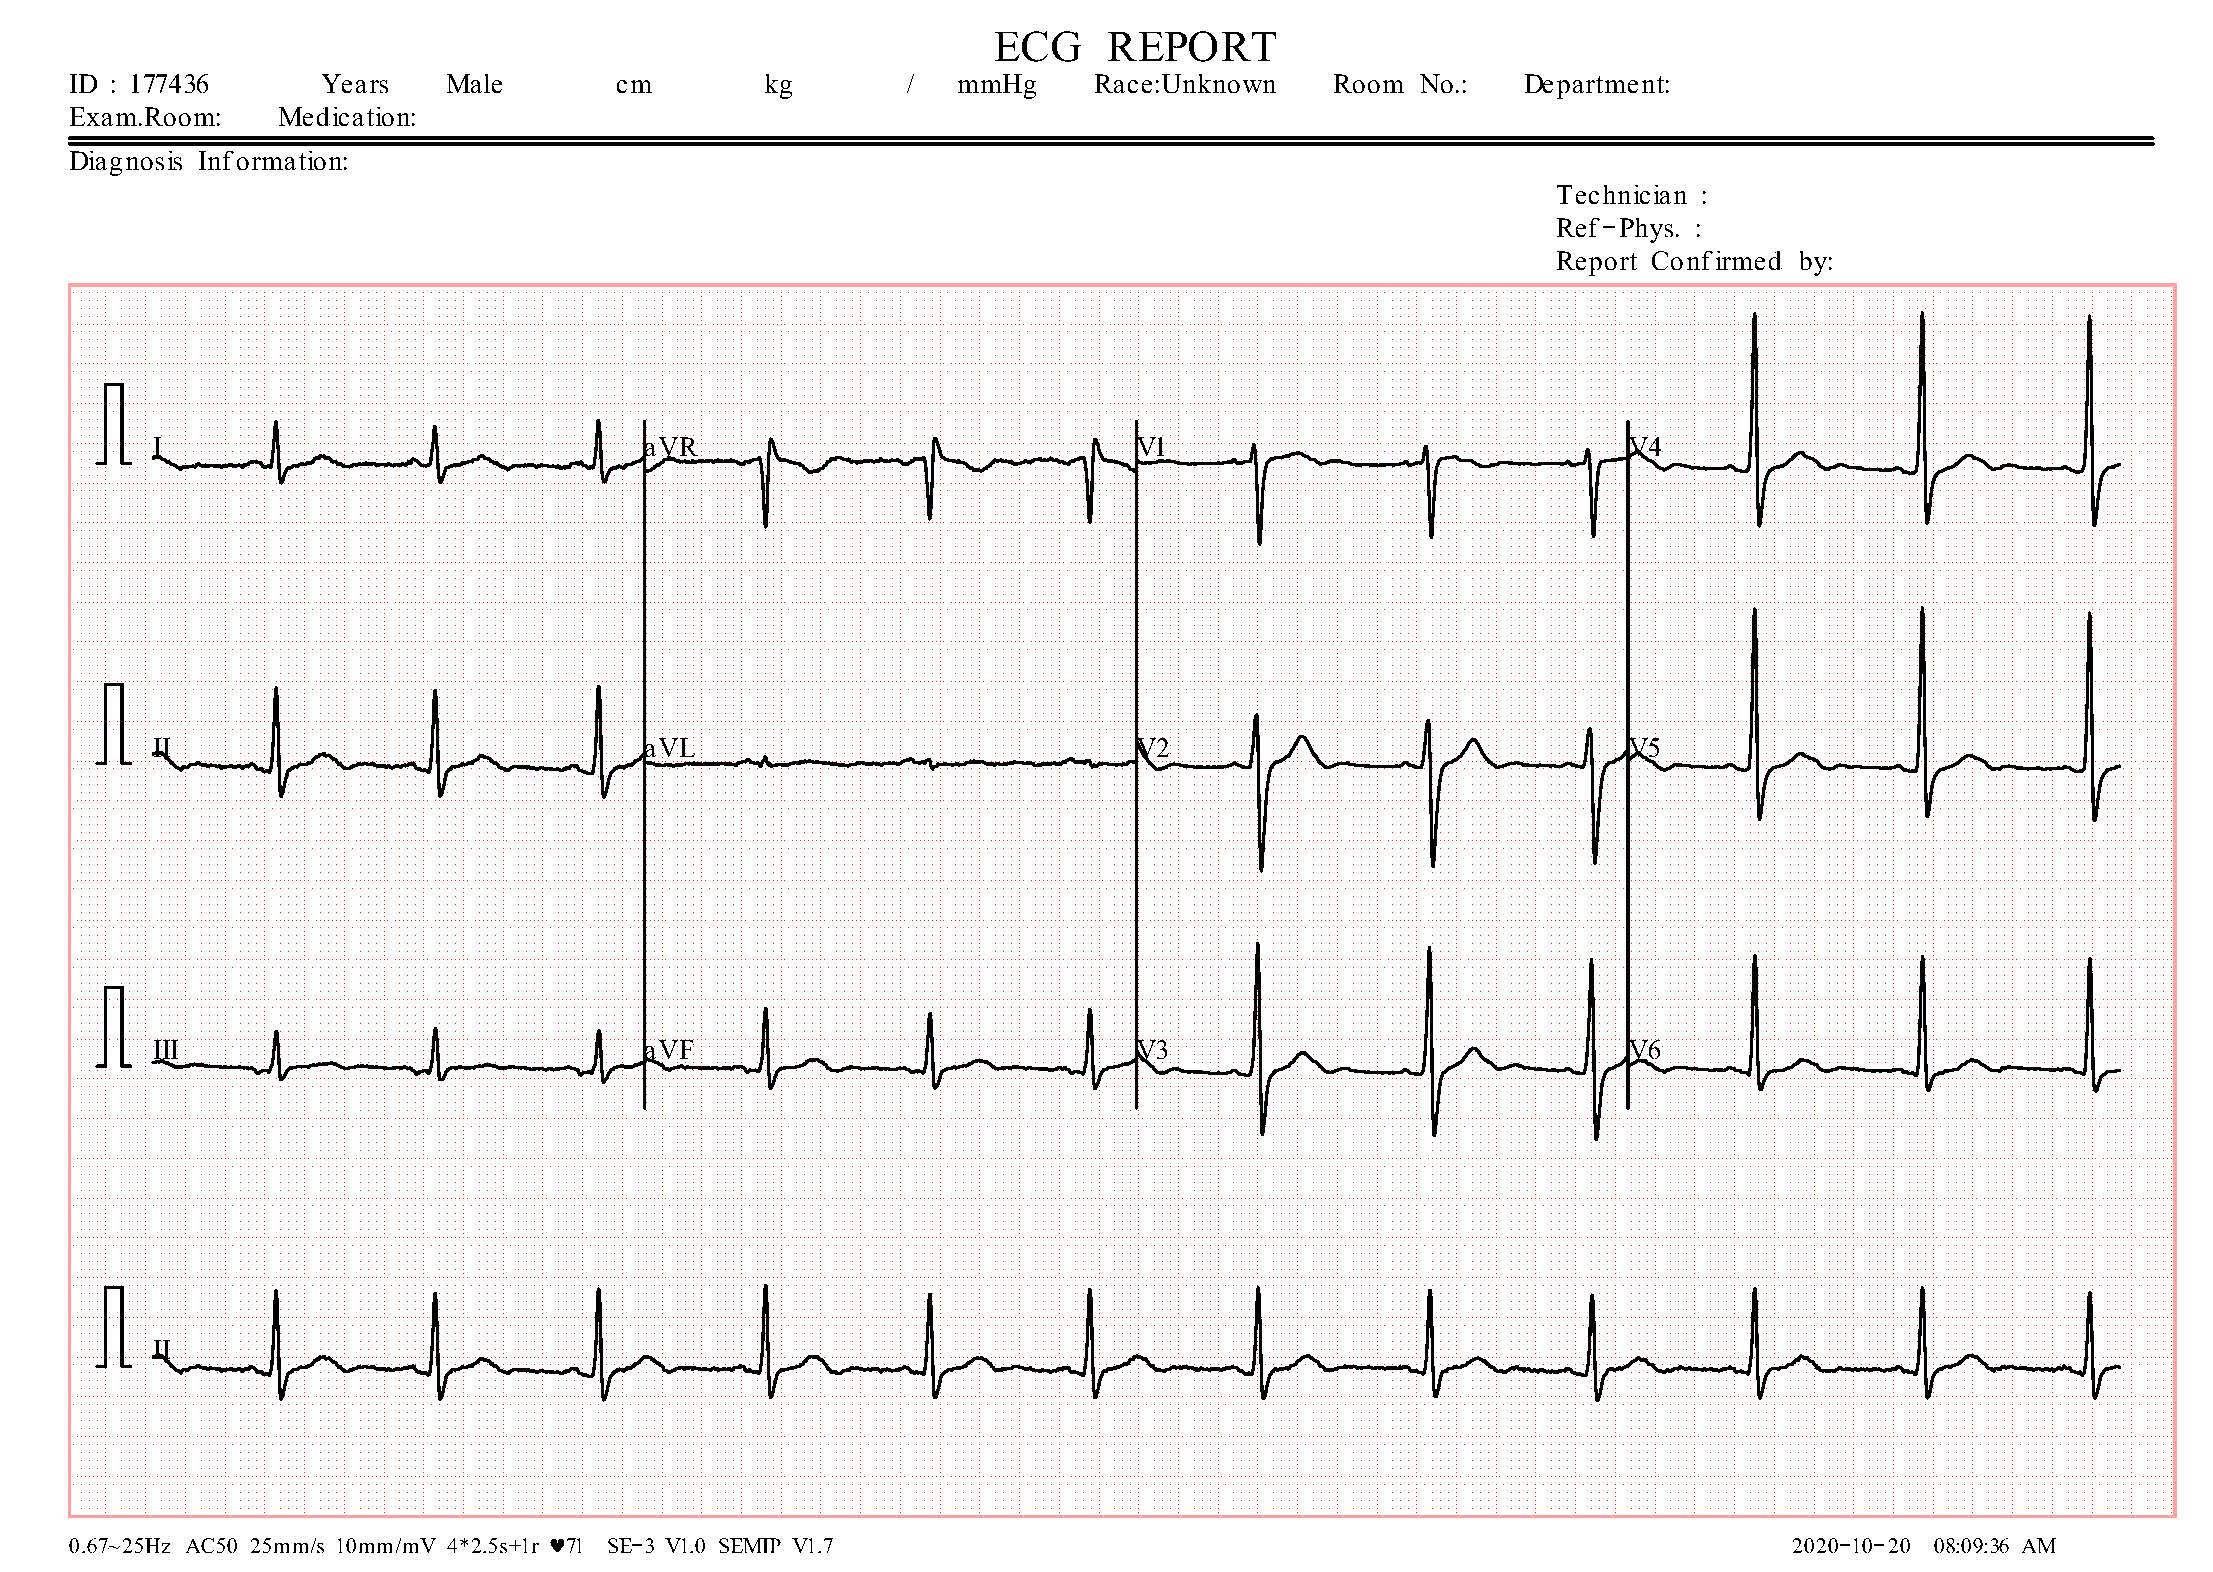 ECG REPORT
ID : 177436 Years Male cm kg / mmHg Race:Unknown Room No.: Department:
Exam.Room: Medication:
Diagnosis Information:
Technician :
Ref-Phys. :
Report Confirmed by:
I aVR V1 V4
II aVL V2 V5
III aVF V3 V6
II
0.67~25Hz AC50 25mm/s 10mm/mV 4*2.5s+1r ♥71 SE-3 V1.0 SEMIP V1.7 2020-10-20 08:09:36 AM